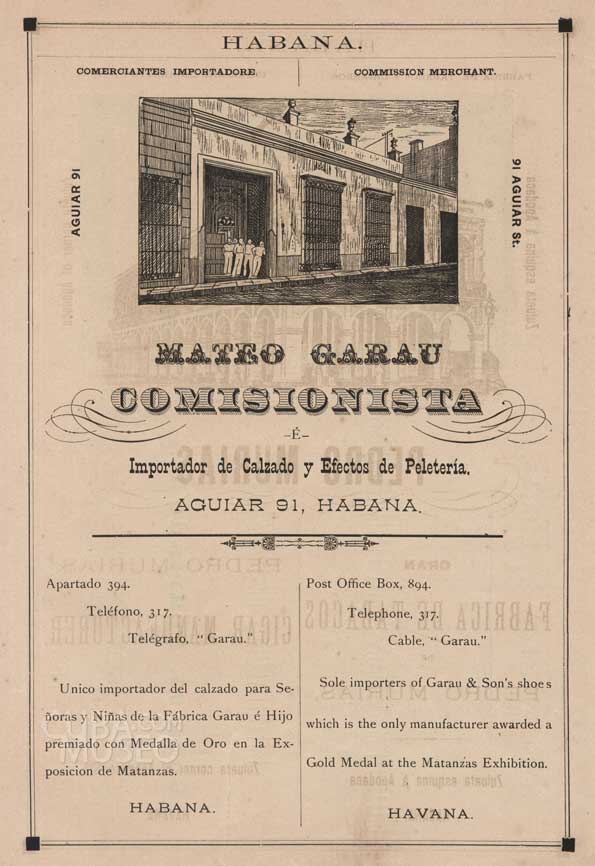 HABANA.
COMERCIANTES IMPORTADORE
COMMISSION MERCHANT.
AGUIAR 91
91 AGUIAR St.
MATEO GARAU
COMISIONISTA
-É-
Importador de Calzado y Efectos de Peletería.
AGUIAR 91, HABANA.
Apartado 394.
Teléfono, 317.
Telégrafo, "Garau."
Unico importador del calzado para Se-
ñoras y Niñas de la Fábrica Garau é Hijo
premiado con Medalla de Oro en la Ex-
posicion de Matanzas.
HABANA.
Post Office Box, 894.
Telephone, 317.
Cable, "Garau."
Sole importers of Garau & Son's shoes
which is the only manufacturer awarded a
Gold Medal at the Matanzas Exhibition.
HAVANA.